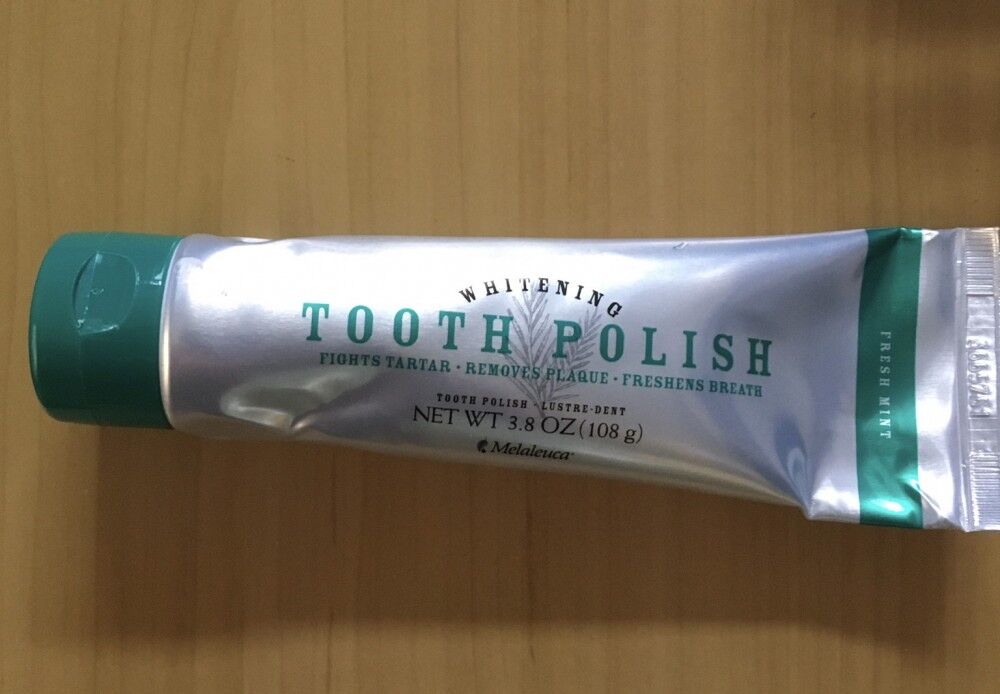 WHITENING
TOOTH POLISH
FIGHTS TARTAR · REMOVES PLAQUE · FRESHENS BREATH
TOOTH POLISH · LUSTRE-DENT
NET WT 3.8 OZ (108 g)
Melaleuca
FRESH MINT